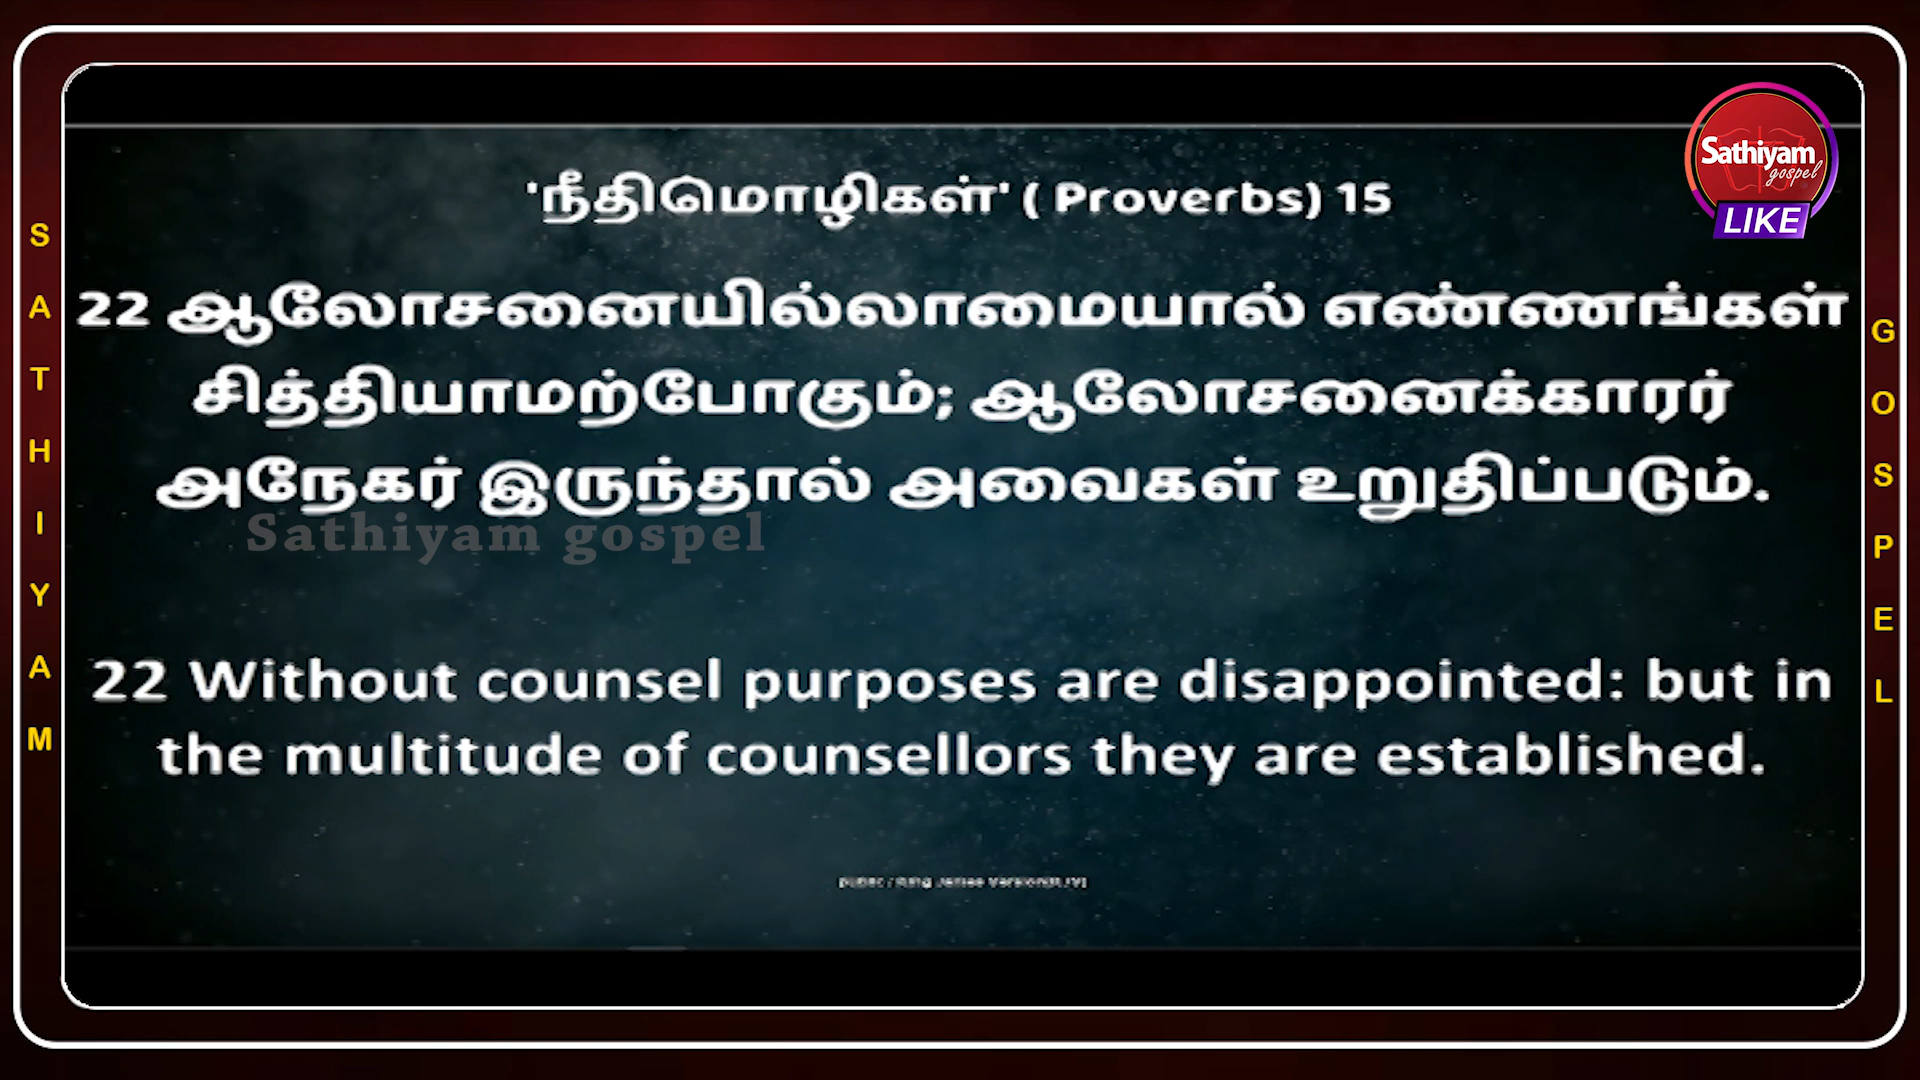 'நீதிமொழிகள்' ( Proverbs) 15
22 ஆலோசனையில்லாமையால் எண்ணங்கள்
சித்தியாமற்போகும்; ஆலோசனைக்காரர்
அநேகர் இருந்தால் அவைகள் உறுதிப்படும்.
Sathiyam gospel
22 Without counsel purposes are disappointed: but in
the multitude of counsellors they are established.
Sathiyam
gospel
LIKE
SATHIYAM
GOSPEL